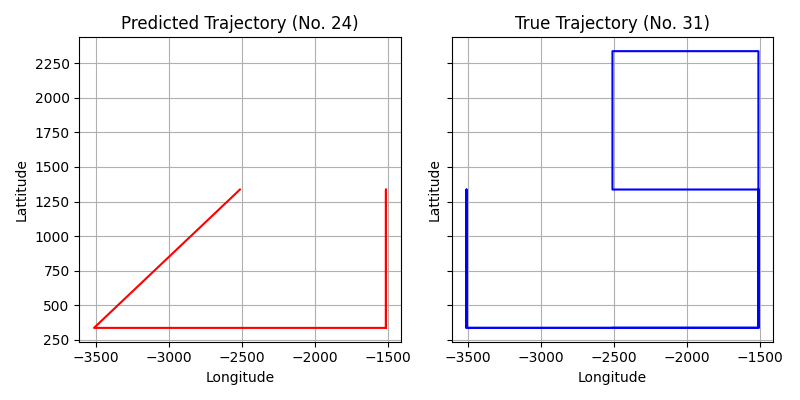 Predicted Trajectory (No. 24)
True Trajectory (No. 31)
Lattitude
2250
2000
1750
1500
1250
1000
750
500
250
−3500 −3000 −2500 −2000 −1500
Longitude
Lattitude
−3500 −3000 −2500 −2000 −1500
Longitude